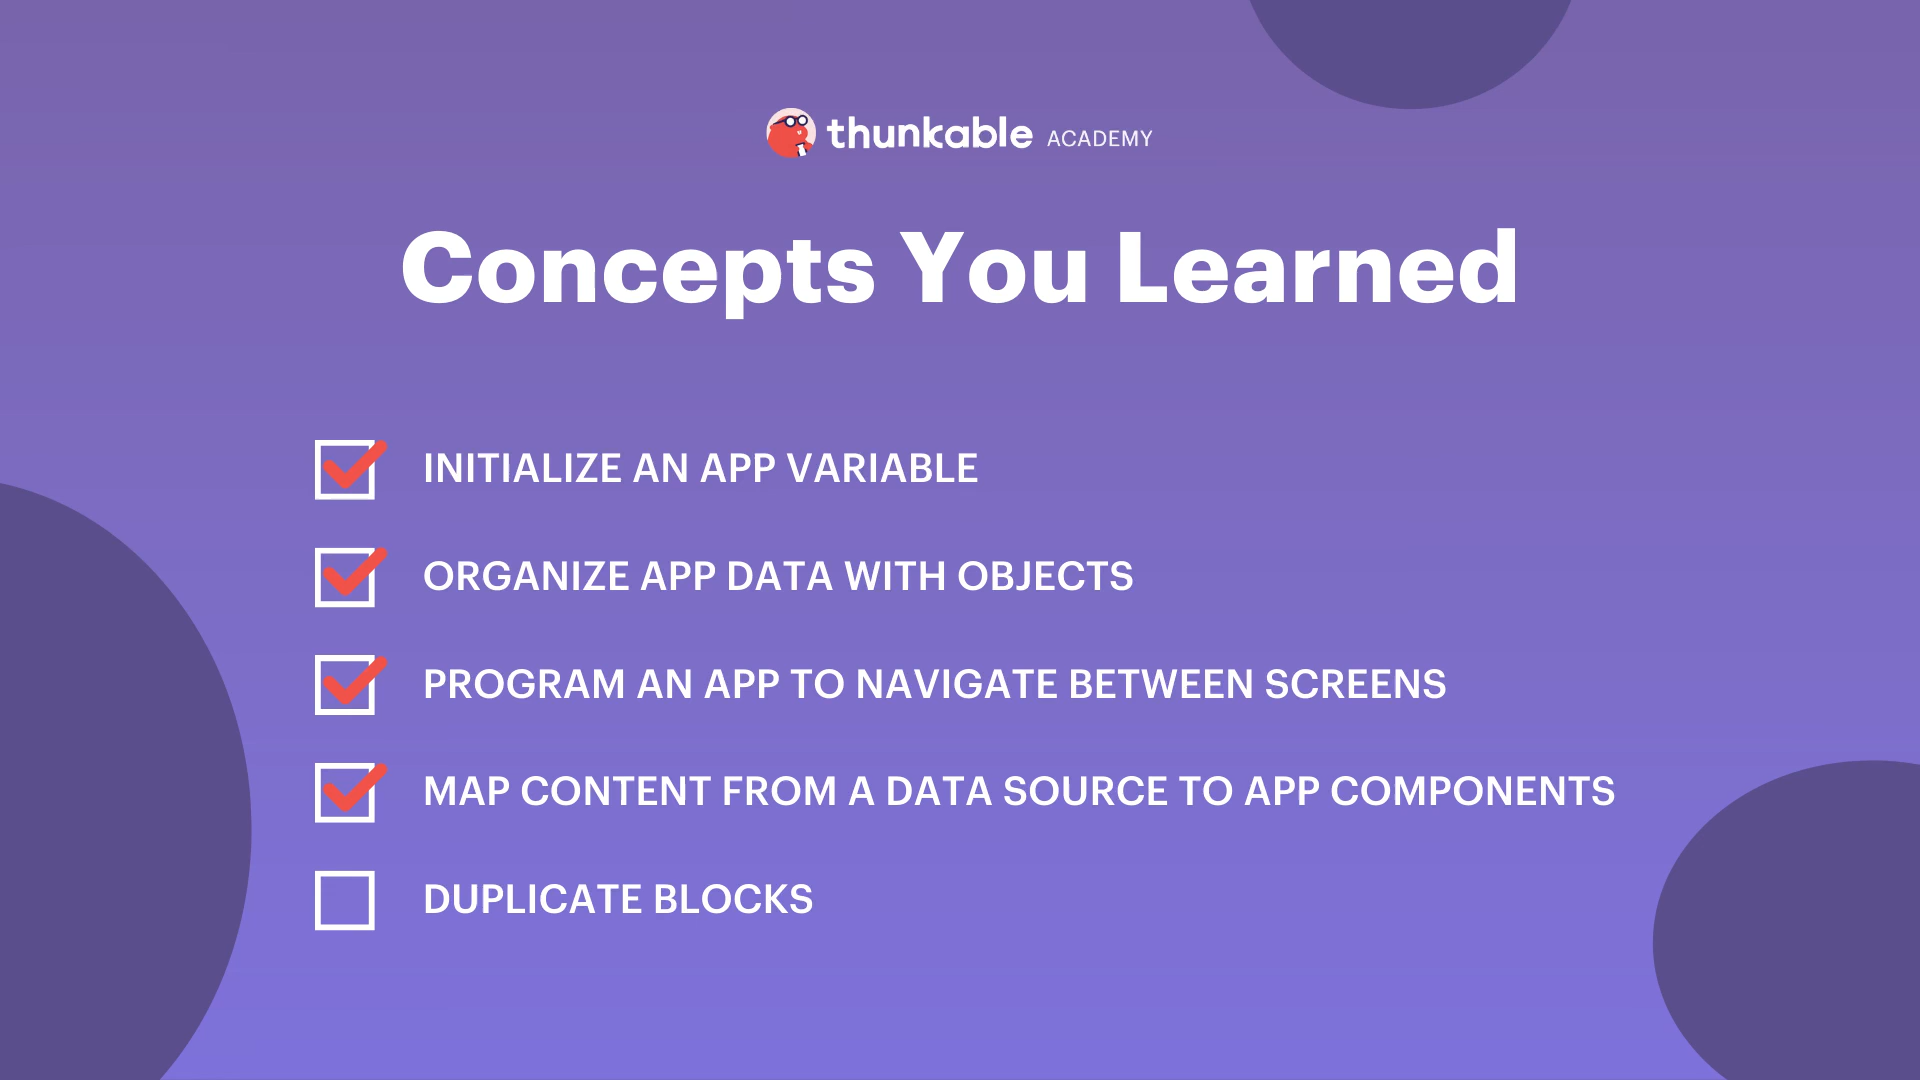 thunkable ACADEMY
Concepts You Learned
INITIALIZE AN APP VARIABLE
ORGANIZE APP DATA WITH OBJECTS
PROGRAM AN APP TO NAVIGATE BETWEEN SCREENS
MAP CONTENT FROM A DATA SOURCE TO APP COMPONENTS
DUPLICATE BLOCKS